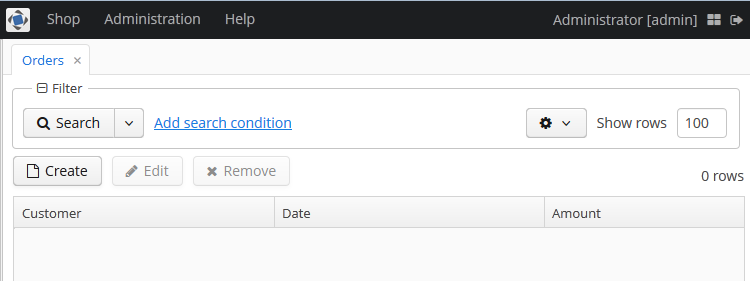 Shop Administration Help Administrator [admin]
Orders ×
Filter
Search Add search condition Show rows 100
Create Edit Remove 0 rows
Customer Date Amount